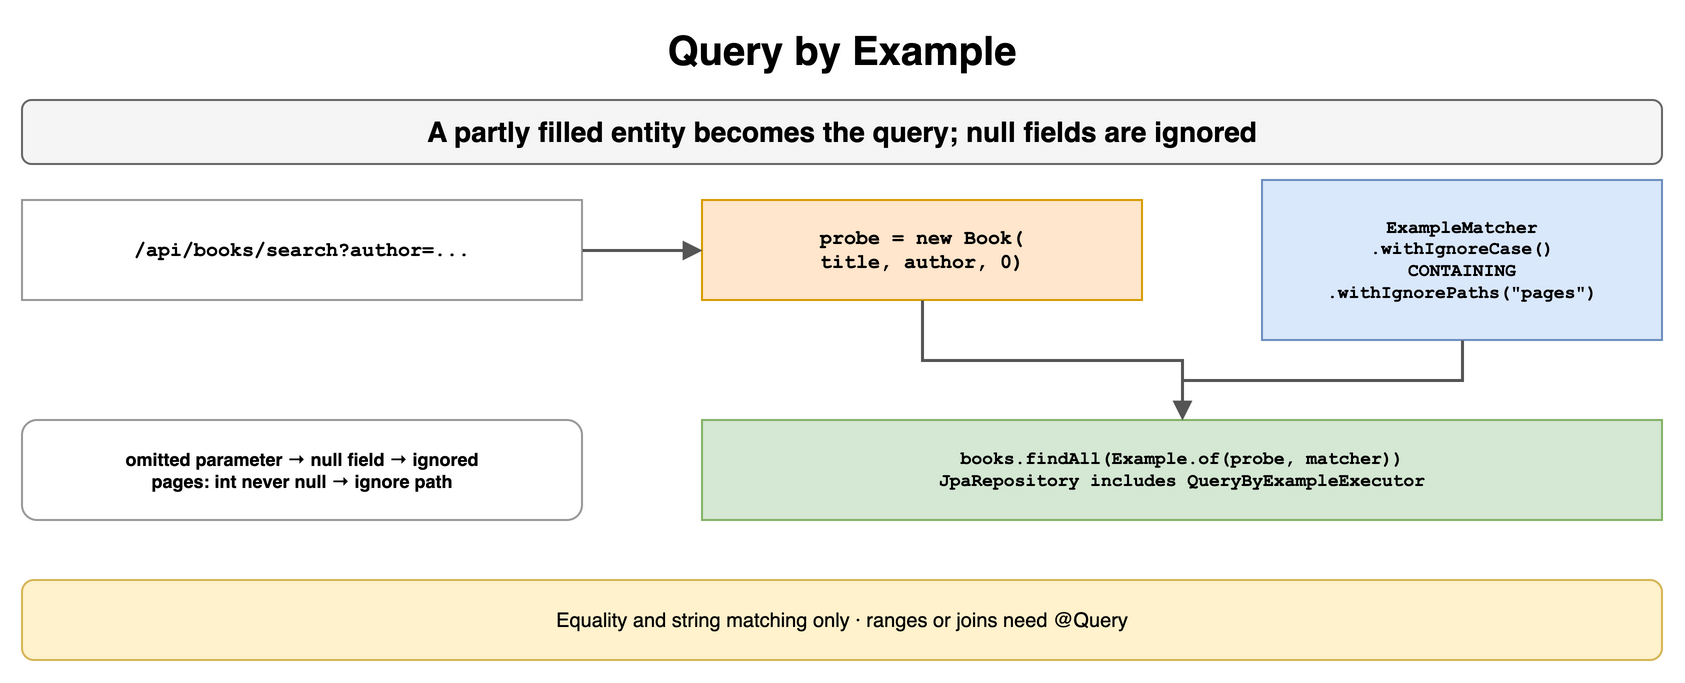 Query by Example
A partly filled entity becomes the query; null fields are ignored
/api/books/search?author=...
probe = new Book(
title, author, 0)
ExampleMatcher
.withIgnoreCase()
CONTAINING
.withIgnorePaths("pages")
omitted parameter → null field → ignored
pages: int never null → ignore path
books.findAll(Example.of(probe, matcher))
JpaRepository includes QueryByExampleExecutor
Equality and string matching only · ranges or joins need @Query